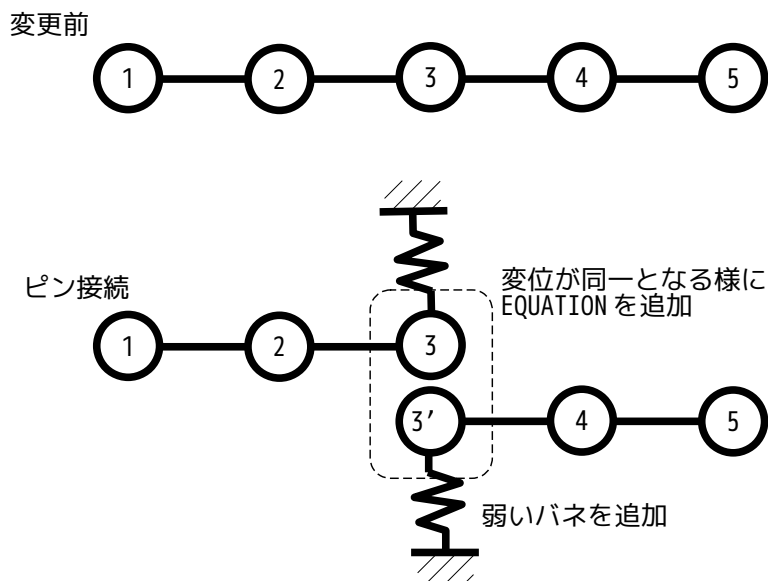 変更前
1 2 3 4 5
ピン接続
変位が同一となる様に
EQUATIONを追加
1 2 3
3′ 4 5
弱いバネを追加